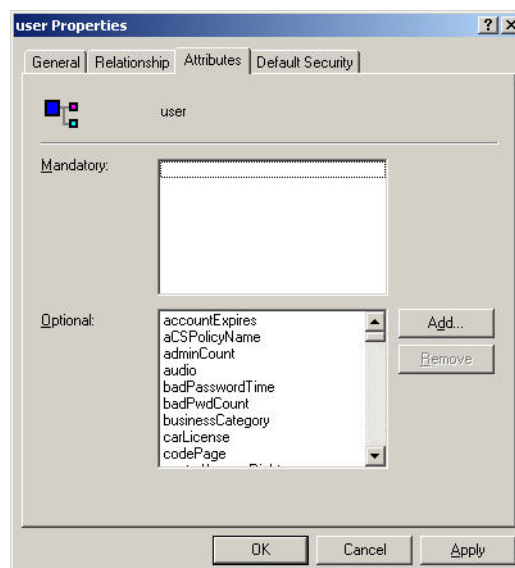 user Properties
General
Relationship
Attributes
Default Security
user
Mandatory:
Optional:
accountExpires
aCSPolicyName
adminCount
audio
badPasswordTime
badPwdCount
businessCategory
carLicense
codePage
Add...
Remove
OK
Cancel
Apply